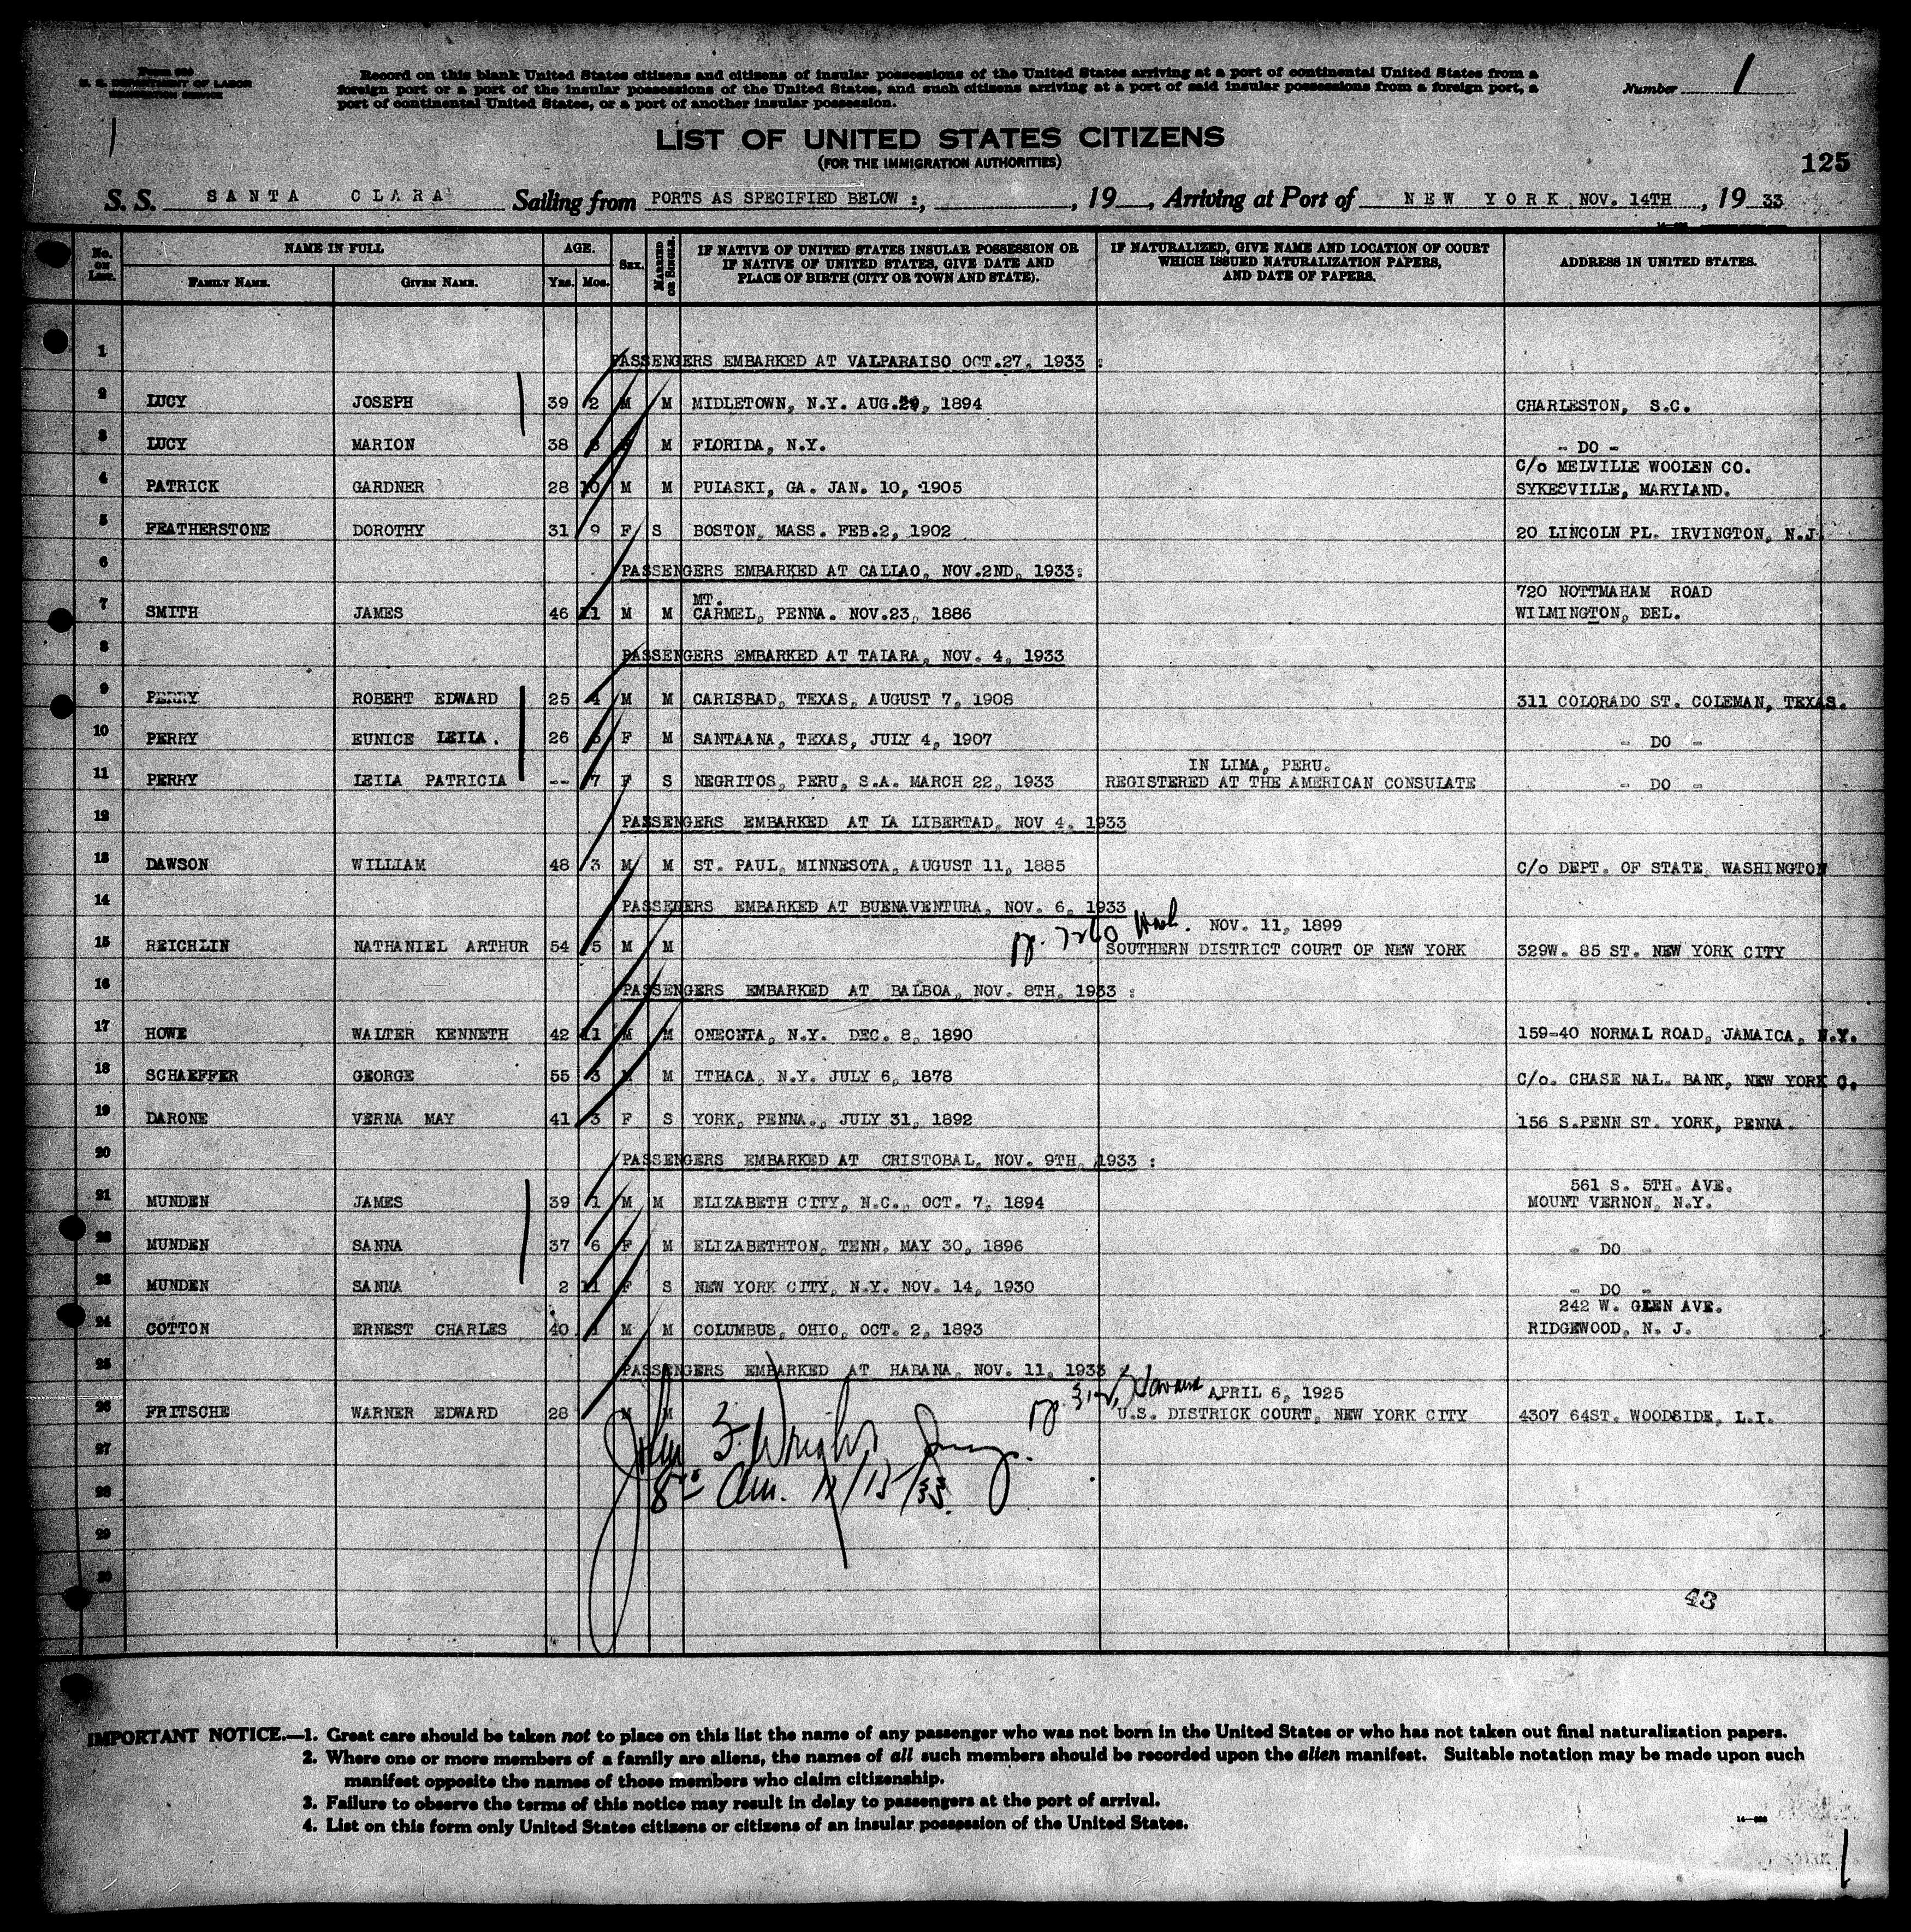 U. S. DEPARTMENT OF LABOR
IMMIGRATION SERVICE
Record on this blank United States citizens and citizens of insular possessions of the United States arriving at a port of continental United States from a
foreign port or a port of the insular possessions of the United States, and such citizens arriving at a port of said insular possessions from a foreign port, a
port of continental United States, or a port of another insular possession.
Number 1
1
LIST OF UNITED STATES CITIZENS
(FOR THE IMMIGRATION AUTHORITIES)
125
S. S. SANTA CLARA Sailing from PORTS AS SPECIFIED BELOW :, , 19 , Arriving at Port of NEW YORK NOV. 14TH , 19 33
No. on List. NAME IN FULL AGE. SEX. MARRIED or SINGLE. IF NATIVE OF UNITED STATES INSULAR POSSESSION OR IF NATIVE OF UNITED STATES, GIVE DATE AND PLACE OF BIRTH (CITY OR TOWN AND STATE). IF NATURALIZED, GIVE NAME AND LOCATION OF COURT WHICH ISSUED NATURALIZATION PAPERS, AND DATE OF PAPERS. ADDRESS IN UNITED STATES.
FAMILY NAME. GIVEN NAME. Yrs. Mos.
1 PASSENGERS EMBARKED AT VALPARAISO OCT.27, 1933 :
2 LUCY JOSEPH 39 2 M M MIDLETOWN, N.Y. AUG.29, 1894 CHARLESTON, S.C.
3 LUCY MARION 38 M FLORIDA, N.Y. - DO -
C/o MELVILLE WOOLEN CO.
4 PATRICK GARDNER 28 10 M M PULASKI, GA. JAN. 10, 1905 SYKESVILLE, MARYLAND.
5 FEATHERSTONE DOROTHY 31 9 F S BOSTON, MASS. FEB.2, 1902 20 LINCOLN PL. IRVINGTON, N.J.
6 PASSENGERS EMBARKED AT CALLAO, NOV.2ND, 1933:
MT. 720 NOTTMAHAM ROAD
7 SMITH JAMES 46 11 M M CARMEL, PENNA. NOV.23, 1886 WILMINGTON, DEL.
8 PASSENGERS EMBARKED AT TALARA, NOV. 4, 1933
9 PERRY ROBERT EDWARD 25 4 M M CARLSBAD, TEXAS, AUGUST 7, 1908 311 COLORADO ST. COLEMAN, TEXAS.
10 PERRY EUNICE LEILA. 26 F M SANTAANA, TEXAS, JULY 4, 1907 - DO -
IN LIMA, PERU.
11 PERRY LEILA PATRICIA -- 7 F S NEGRITOS, PERU, S.A. MARCH 22, 1933 REGISTERED AT THE AMERICAN CONSULATE - DO -
12 PASSENGERS EMBARKED AT LA LIBERTAD, NOV 4, 1933
13 DAWSON WILLIAM 48 3 M M ST. PAUL, MINNESOTA, AUGUST 11, 1885 C/o DEPT. OF STATE, WASHINGTON
14 PASSENERS EMBARKED AT BUENAVENTURA, NOV. 6, 1933
NOV. 11, 1899
15 REICHLIN NATHANIEL ARTHUR 54 5 M M SOUTHERN DISTRICT COURT OF NEW YORK 329W. 85 ST. NEW YORK CITY
16 PASSENGERS EMBARKED AT BALBOA, NOV. 8TH, 1933 :
17 HOWE WALTER KENNETH 42 11 M M ONEONTA, N.Y. DEC. 8, 1890 159-40 NORMAL ROAD, JAMAICA, N.Y.
18 SCHAEFFER GEORGE 55 3 M M ITHACA, N.Y. JULY 6, 1878 C/o. CHASE NAL. BANK, NEW YORK C.
19 DARONE VERNA MAY 41 3 F S YORK, PENNA., JULY 31, 1892 156 S.PENN ST. YORK, PENNA.
20 PASSENGERS EMBARKED AT CRISTOBAL, NOV. 9TH, 1933 :
561 S. 5TH. AVE.
21 MUNDEN JAMES 39 1 M M ELIZABETH CITY, N.C., OCT. 7, 1894 MOUNT VERNON, N.Y.
22 MUNDEN SANNA 37 6 F M ELIZABETHTON, TENN. MAY 30, 1896 - DO
23 MUNDEN SANNA 2 11 F S NEW YORK CITY, N.Y. NOV. 14, 1930 - DO -
242 W. GLEN AVE.
24 COTTON ERNEST CHARLES 40 1 M M COLUMBUS, OHIO, OCT. 2, 1893 RIDGEWOOD, N. J.
25 PASSENGERS EMBARKED AT HABANA, NOV. 11, 1933
APRIL 6, 1925
26 FRITSCHE WARNER EDWARD 28 M M U.S. DISTRICK COURT, NEW YORK CITY 4307 64ST. WOODSIDE, L.I.
27 John F. Wright
28
29
30
43
IMPORTANT NOTICE.—1. Great care should be taken not to place on this list the name of any passenger who was not born in the United States or who has not taken out final naturalization papers.
2. Where one or more members of a family are aliens, the names of all such members should be recorded upon the alien manifest. Suitable notation may be made upon such
manifest opposite the names of those members who claim citizenship.
3. Failure to observe the terms of this notice may result in delay to passengers at the port of arrival.
4. List on this form only United States citizens or citizens of an insular possession of the United States.
1